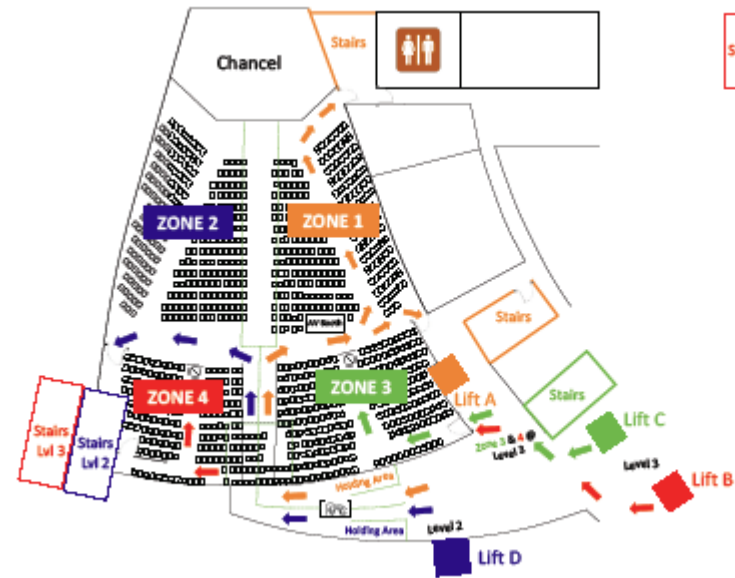 Stairs
S
Chancel
ZONE 2
ZONE 1
AV Booth
Stairs
ZONE 4
ZONE 3
Lift A
Stairs
Stairs
Lvl 3
Stairs
Lvl 2
Lift C
Zone 3 & 4 @
Level 3
Level 3
Lift B
Holding Area
Holding Area
Level 2
Lift D